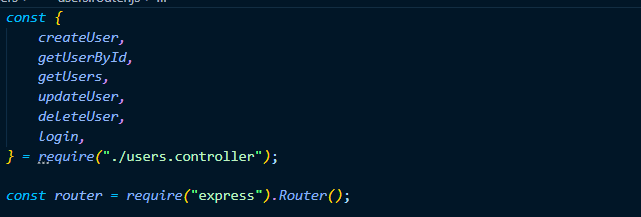 const {
    createUser,
    getUserById,
    getUsers,
    updateUser,
    deleteUser,
    login,
} = require("./users.controller");
const router = require("express").Router();